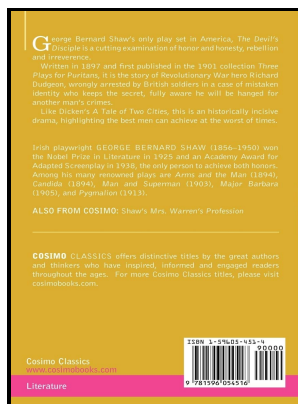 George Bernard Shaw's only play set in America, The Devil's
Disciple is a cutting examination of honor and honesty, rebellion
and irreverence.
Written in 1897 and first published in the 1901 collection Three
Plays for Puritans, it is the story of Revolutionary War hero Richard
Dudgeon, wrongly arrested by British soldiers in a case of mistaken
identity who keeps the secret, fully aware he will be hanged for
another man's crimes.
Like Dicken's A Tale of Two Cities, this is an historically incisive
drama, highlighting the best men can achieve at the worst of times.
Irish playwright GEORGE BERNARD SHAW (1856–1950) won
the Nobel Prize in Literature in 1925 and an Academy Award for
Adapted Screenplay in 1938, the only person to achieve both honors.
Among his many renowned plays are Arms and the Man (1894),
Candida (1894), Man and Superman (1903), Major Barbara
(1905), and Pygmalion (1913).
ALSO FROM COSIMO: Shaw's Mrs. Warren's Profession
COSIMO CLASSICS offers distinctive titles by the great authors
and thinkers who have inspired, informed and engaged readers
throughout the ages. For more Cosimo Classics titles, please visit
cosimobooks.com.
ISBN 1-59605-451-4
90000
9 781596 054516
Cosimo Classics
www.cosimobooks.com
Literature